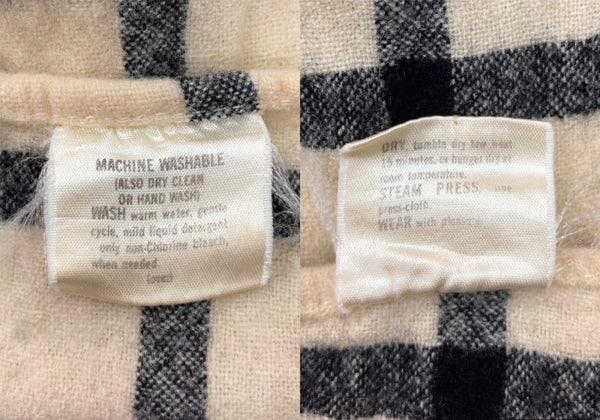 MACHINE WASHABLE
(ALSO DRY CLEAN
OR HAND WASH)
WASH warm water, gentle
cycle, mild liquid detergent
only non-Chlorine bleach,
when needed
(over)
DRY, tumble dry low heat
15 minutes, or hanger dry at
room temperature.
STEAM PRESS, use
press-cloth.
WEAR with pleasure.